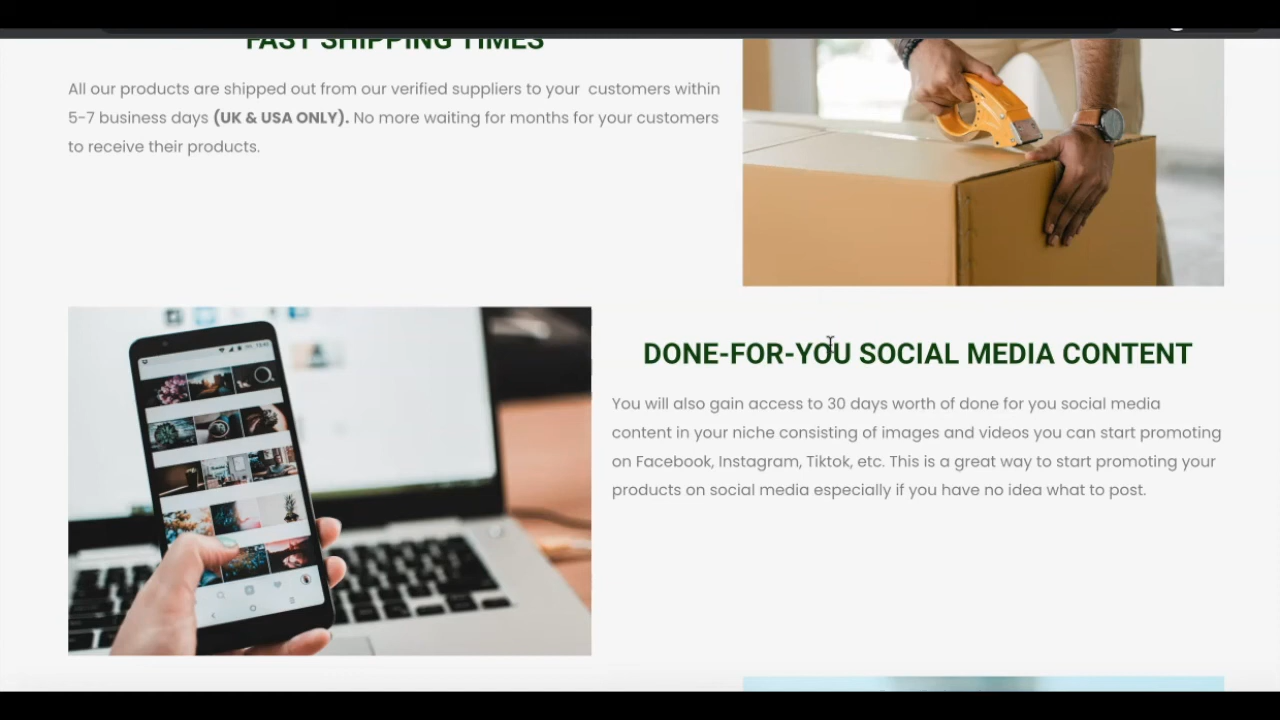 FAST SHIPPING TIMES
All our products are shipped out from our verified suppliers to your customers within
5-7 business days (UK & USA ONLY). No more waiting for months for your customers
to receive their products.
DONE-FOR-YOU SOCIAL MEDIA CONTENT
You will also gain access to 30 days worth of done for you social media
content in your niche consisting of images and videos you can start promoting
on Facebook, Instagram, Tiktok, etc. This is a great way to start promoting your
products on social media especially if you have no idea what to post.